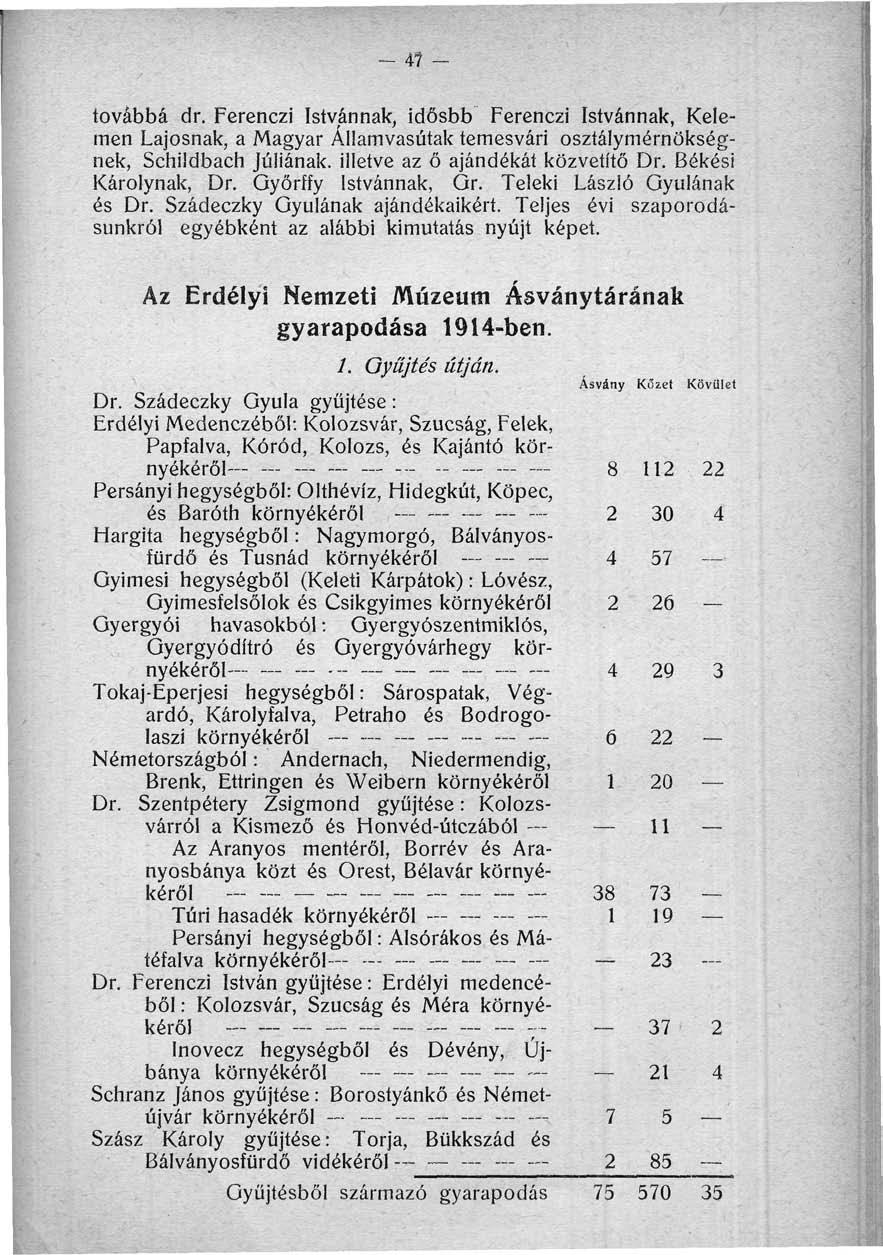 — 47 —
továbbá dr. Ferenczi Istvánnak, idősbb Ferenczi Istvánnak, Kele-
men Lajosnak, a Magyar Államvasútak temesvári osztálymérnökség-
nek, Schildbach Júliának. illetve az ő ajándékát közvetítő Dr. Békési
Károlynak, Dr. Győrffy Istvánnak, Gr. Teleki László Gyulának
és Dr. Szádeczky Gyulának ajándékaikért. Teljes évi szaporodá-
sunkról egyébként az alábbi kimutatás nyújt képet.
Az Erdélyi Nemzeti Múzeum Ásványtárának
gyarapodása 1914-ben.
1. Gyűjtés útján.
Ásvány Kőzet Kövület
Dr. Szádeczky Gyula gyűjtése :
Erdélyi Medenczéből: Kolozsvár, Szucság, Felek,
Papfalva, Kóród, Kolozs, és Kajántó kör-
nyékéről — — — — — — — — — — 8 112 22
Persányi hegységből: Olthévíz, Hidegkút, Köpec,
és Baróth környékéről — — — — — 2 30 4
Hargita hegységből : Nagymorgó, Bálványos-
fürdő és Tusnád környékéről — — — 4 57 —
Gyimesi hegységből (Keleti Kárpátok) : Lóvész,
Gyimesfelsőlok és Csikgyimes környékéről 2 26 —
Gyergyói havasokból : Gyergyószentmiklós,
Gyergyóditró és Gyergyóvárhegy kör-
nyékéről — — — — — — — — — — 4 29 3
Tokaj-Eperjesi hegységből : Sárospatak, Vég-
ardó, Károlyfalva, Petraho és Bodrogo-
laszi környékéről — — — — — — — 6 22 —
Németországból : Andernach, Niedermendig,
Brenk, Ettringen és Weibern környékéről 1 20 —
Dr. Szentpétery Zsigmond gyűjtése : Kolozs-
várról a Kismező és Honvéd-útczából — — 11 —
Az Aranyos mentéről, Borrév és Ara-
nyosbánya közt és Orest, Bélavár környé-
kéről — — — — — — — — — — 38 73 —
Túri hasadék környékéről — — — — 1 19 —
Persányi hegységből : Alsórákos és Má-
téfalva környékéről — — — — — — — — 23 —
Dr. Ferenczi István gyűjtése : Erdélyi medencé-
ből : Kolozsvár, Szucság és Méra környé-
kéről — — — — — — — — — — — 37 2
Inovecz hegységből és Dévény, Új-
bánya környékéről — — — — — — — 21 4
Schranz János gyűjtése : Borostyánkő és Német-
újvár környékéről — — — — — — — 7 5 —
Szász Károly gyűjtése : Torja, Bükkszád és
Bálványosfürdő vidékéről — — — — — 2 85 —
Gyűjtésből származó gyarapodás 75 570 35